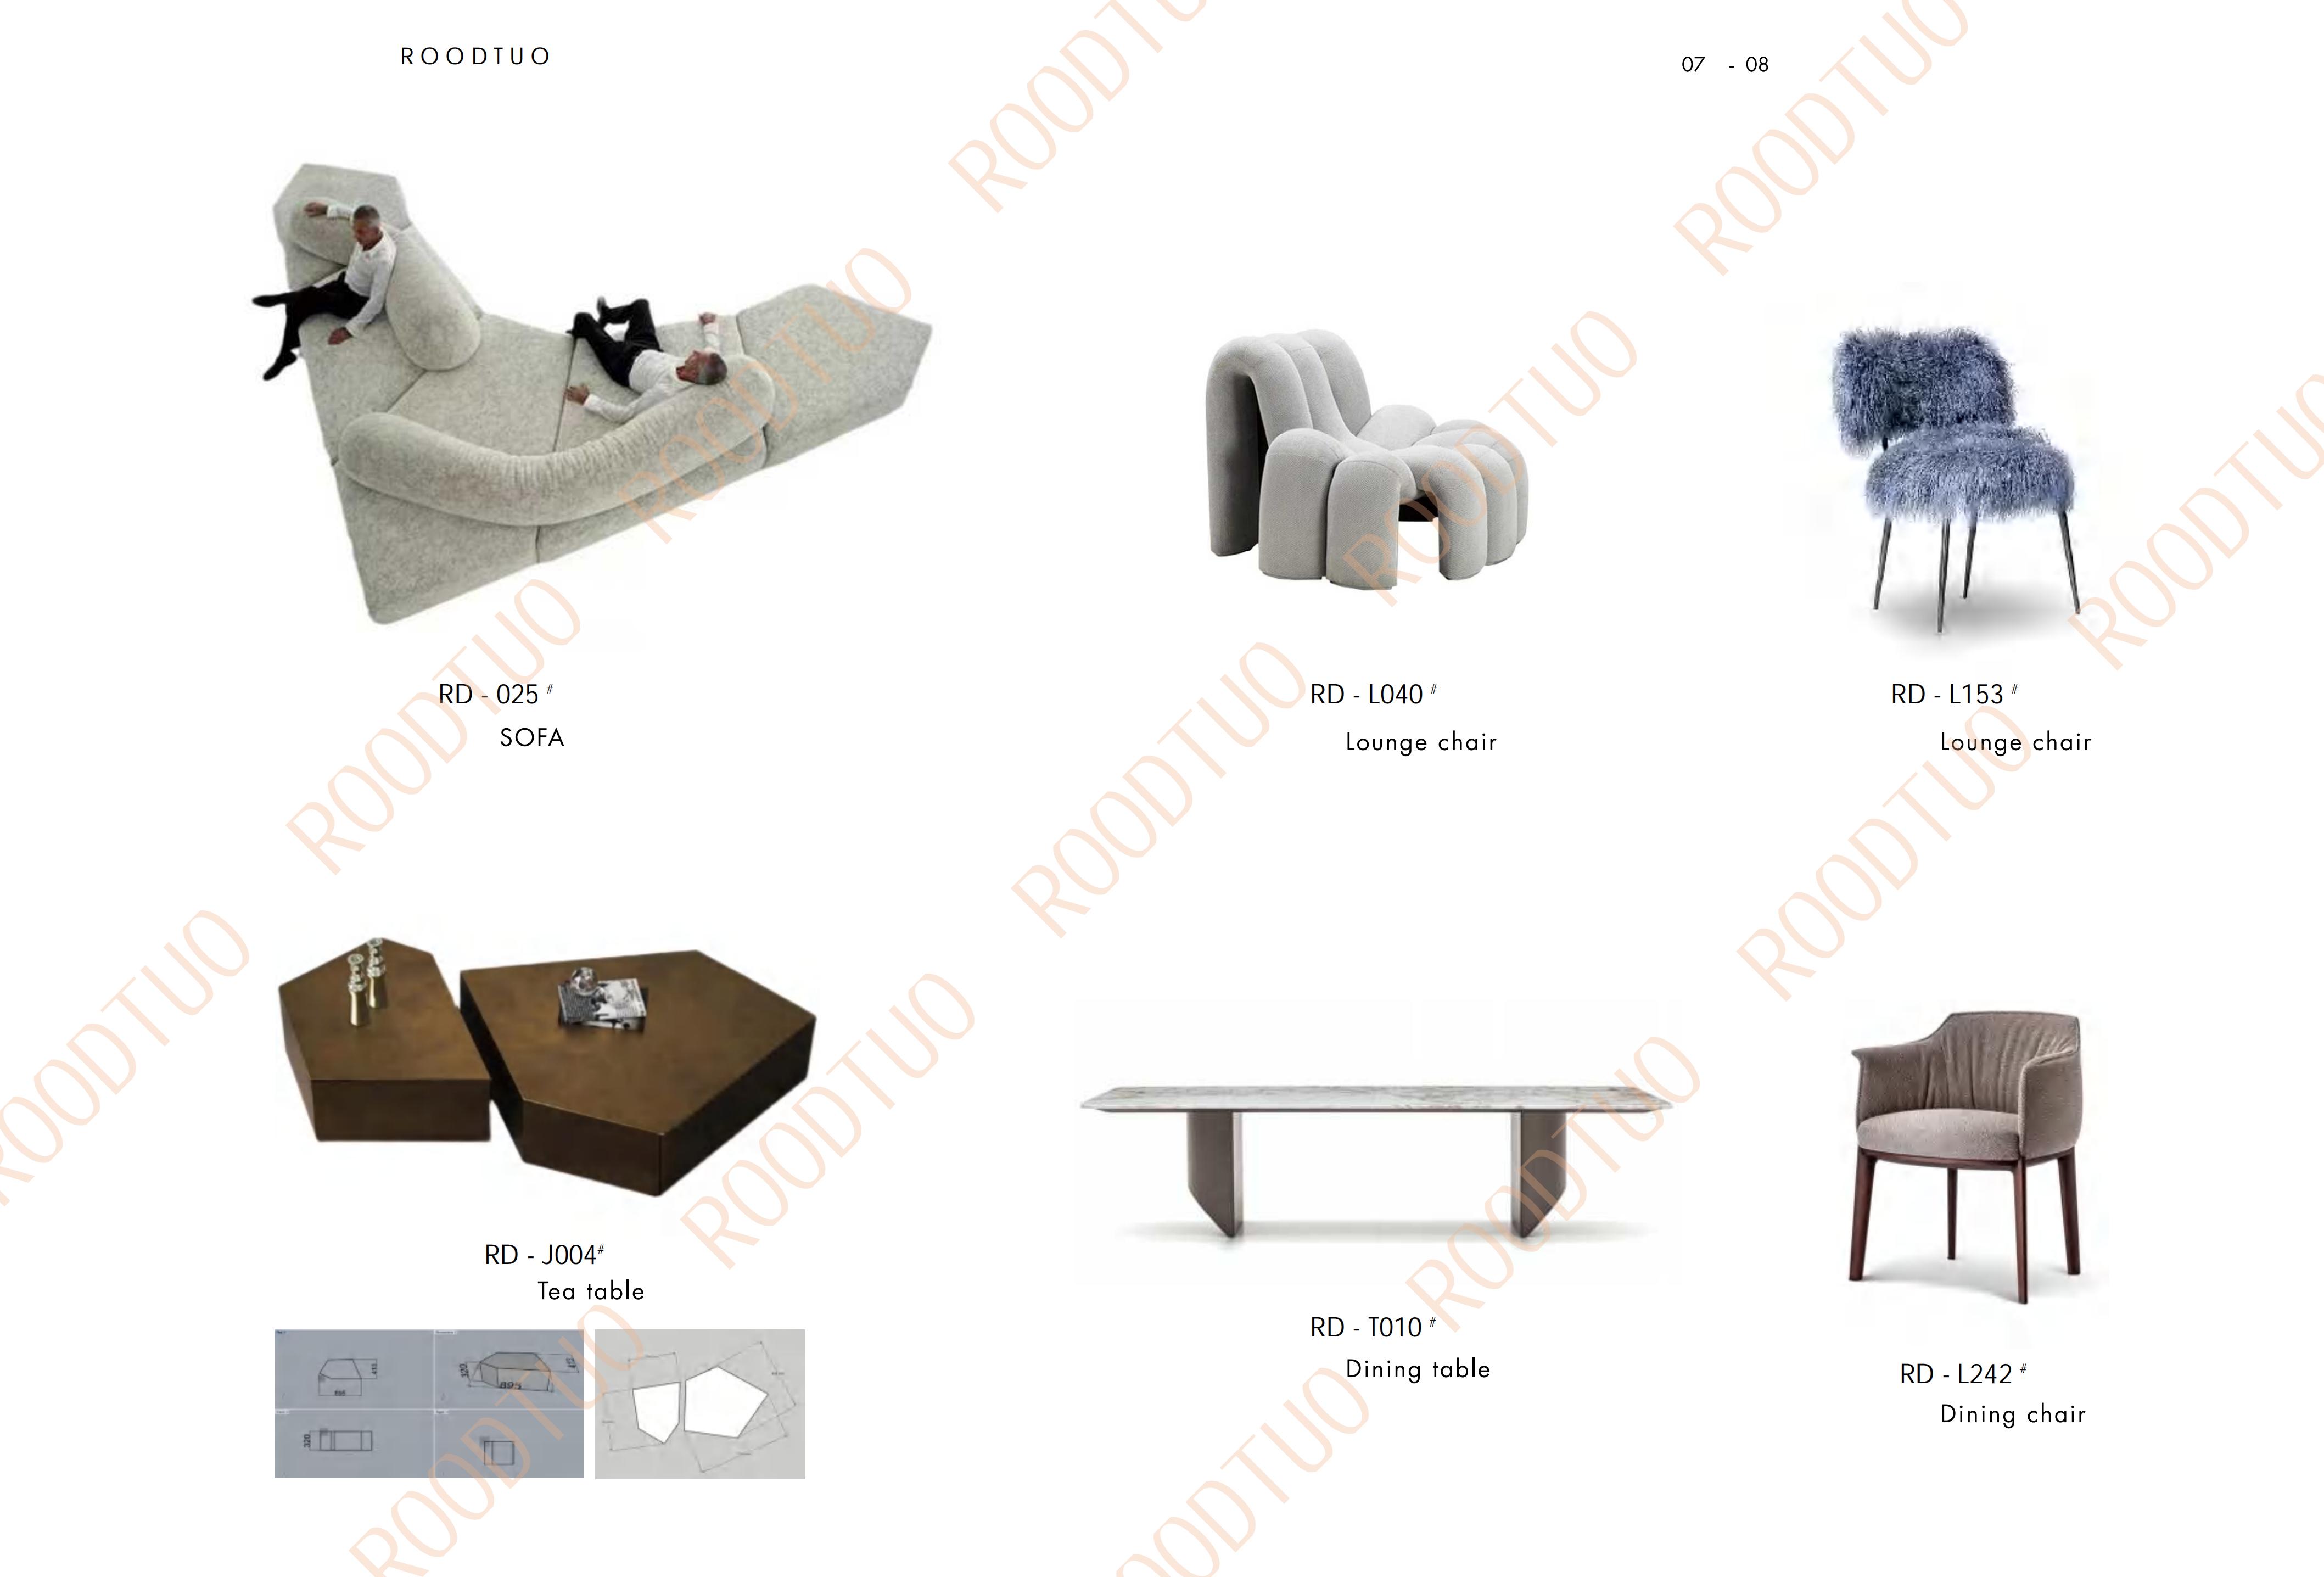 ROODTUO
07 - 08
RD - 025 #
SOFA
RD - L040 #
Lounge chair
RD - L153 #
Lounge chair
RD - J004#
Tea table
RD - T010 #
Dining table
RD - L242 #
Dining chair
320
320
ROODTUO
ROODTUO
ROODTUO
ROODTUO
ROODTUO
ROODTUO
ROODTUO
ROODTUO
ROODTUO
ROODTUO
ROODTUO
ROODTUO
ROODTUO